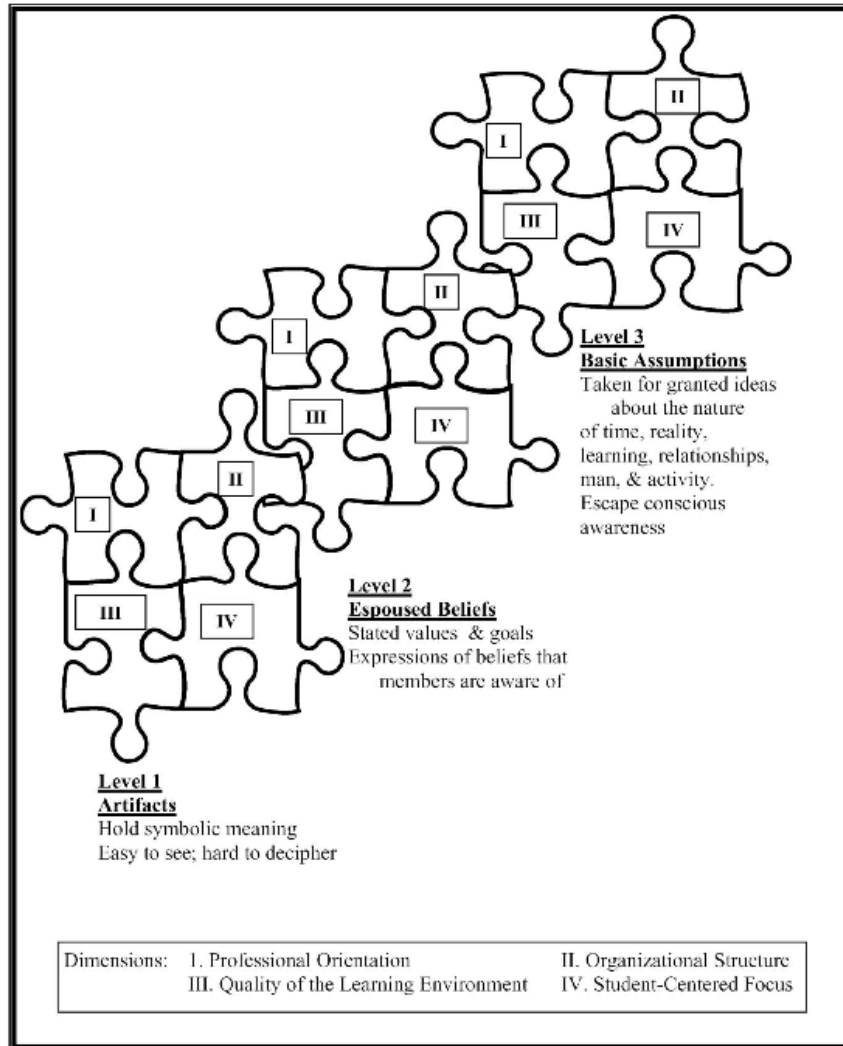 II
I
III
IV
II
I
III
IV
Level 3
Basic Assumptions
Taken for granted ideas
about the nature
of time, reality,
learning, relationships,
man, & activity.
Escape conscious
awareness
II
I
III
IV
Level 2
Espoused Beliefs
Stated values & goals
Expressions of beliefs that
members are aware of
Level 1
Artifacts
Hold symbolic meaning
Easy to see; hard to decipher
Dimensions: I. Professional Orientation II. Organizational Structure
III. Quality of the Learning Environment IV. Student-Centered Focus